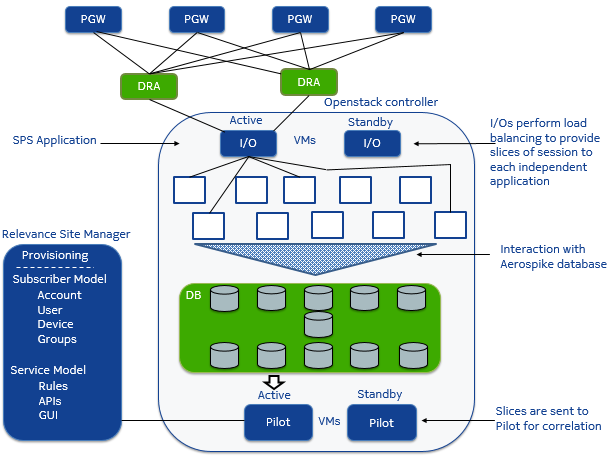 PGW
PGW
PGW
PGW
DRA
DRA
Openstack controller
Active
Standby
SPS Application
I/O
VMs
I/O
I/Os perform load
balancing to provide
slices of session to
each independent
application
Relevance Site Manager
Provisioning
Subscriber Model
Account
User
Device
Groups
Service Model
Rules
APIs
GUI
Interaction with
Aerospike database
DB
Active
Standby
Pilot
VMs
Pilot
Slices are sent to
Pilot for correlation